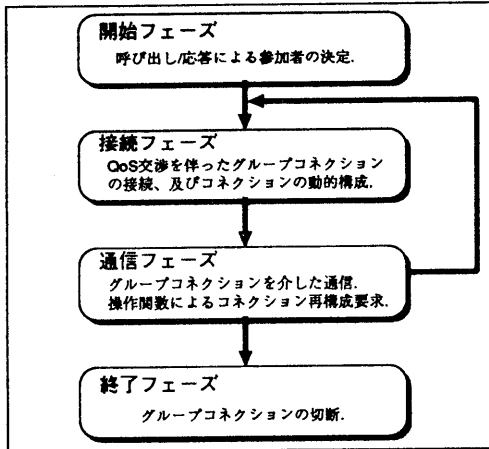 開始フェーズ
呼び出し/応答による参加者の決定.
接続フェーズ
QoS交渉を伴ったグループコネクション
の接続、及びコネクションの動的構成.
通信フェーズ
グループコネクションを介した通信.
操作関数によるコネクション再構成要求.
終了フェーズ
グループコネクションの切断.